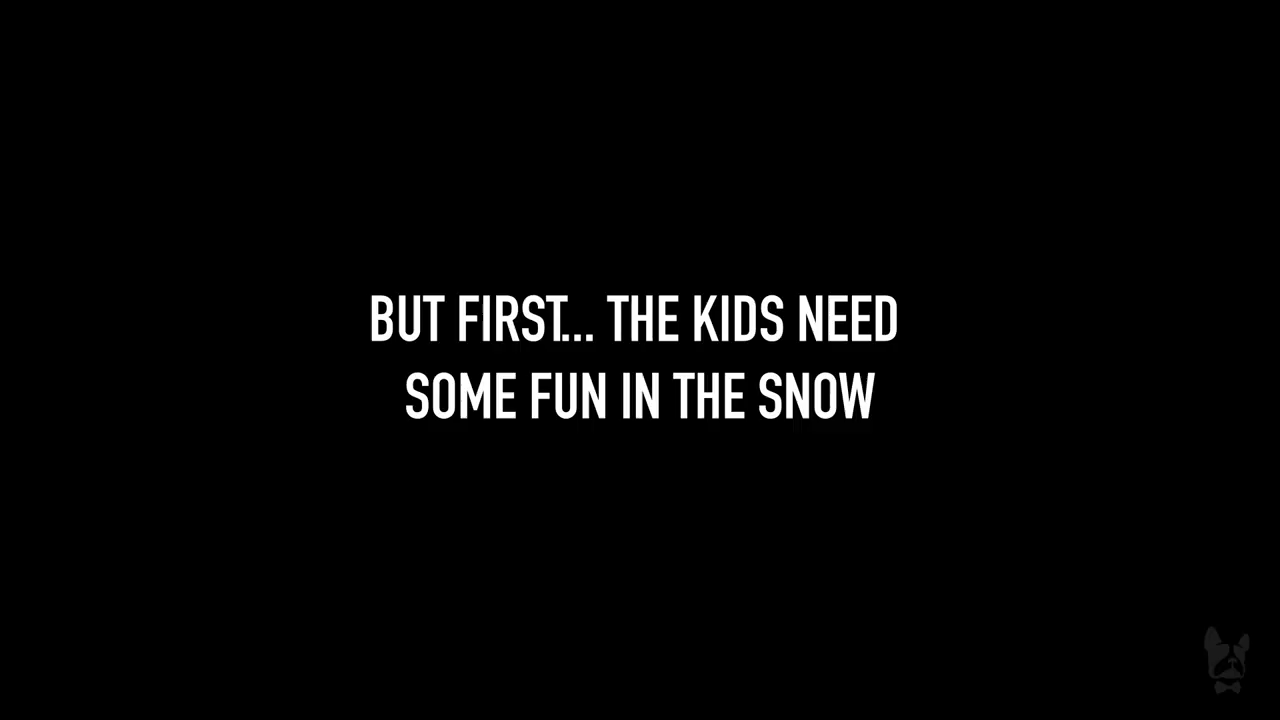 BUT FIRST... THE KIDS NEED
SOME FUN IN THE SNOW